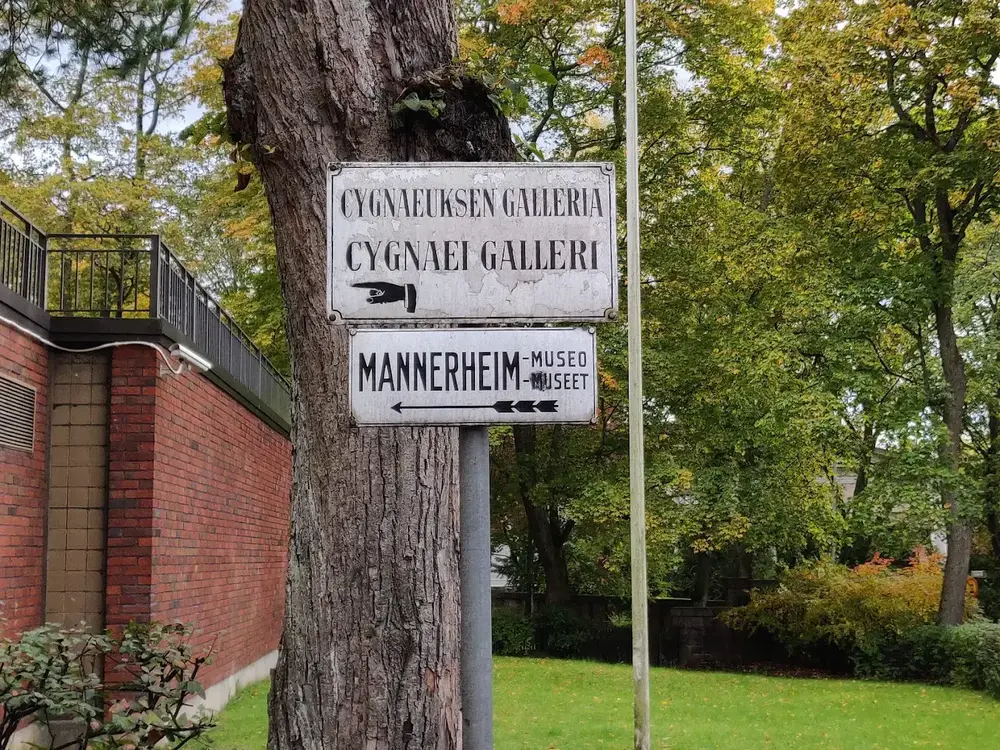 CYGNAEUKSEN GALLERIA
CYGNAEI GALLERI
MANNERHEIM -MUSEO
-MUSEET